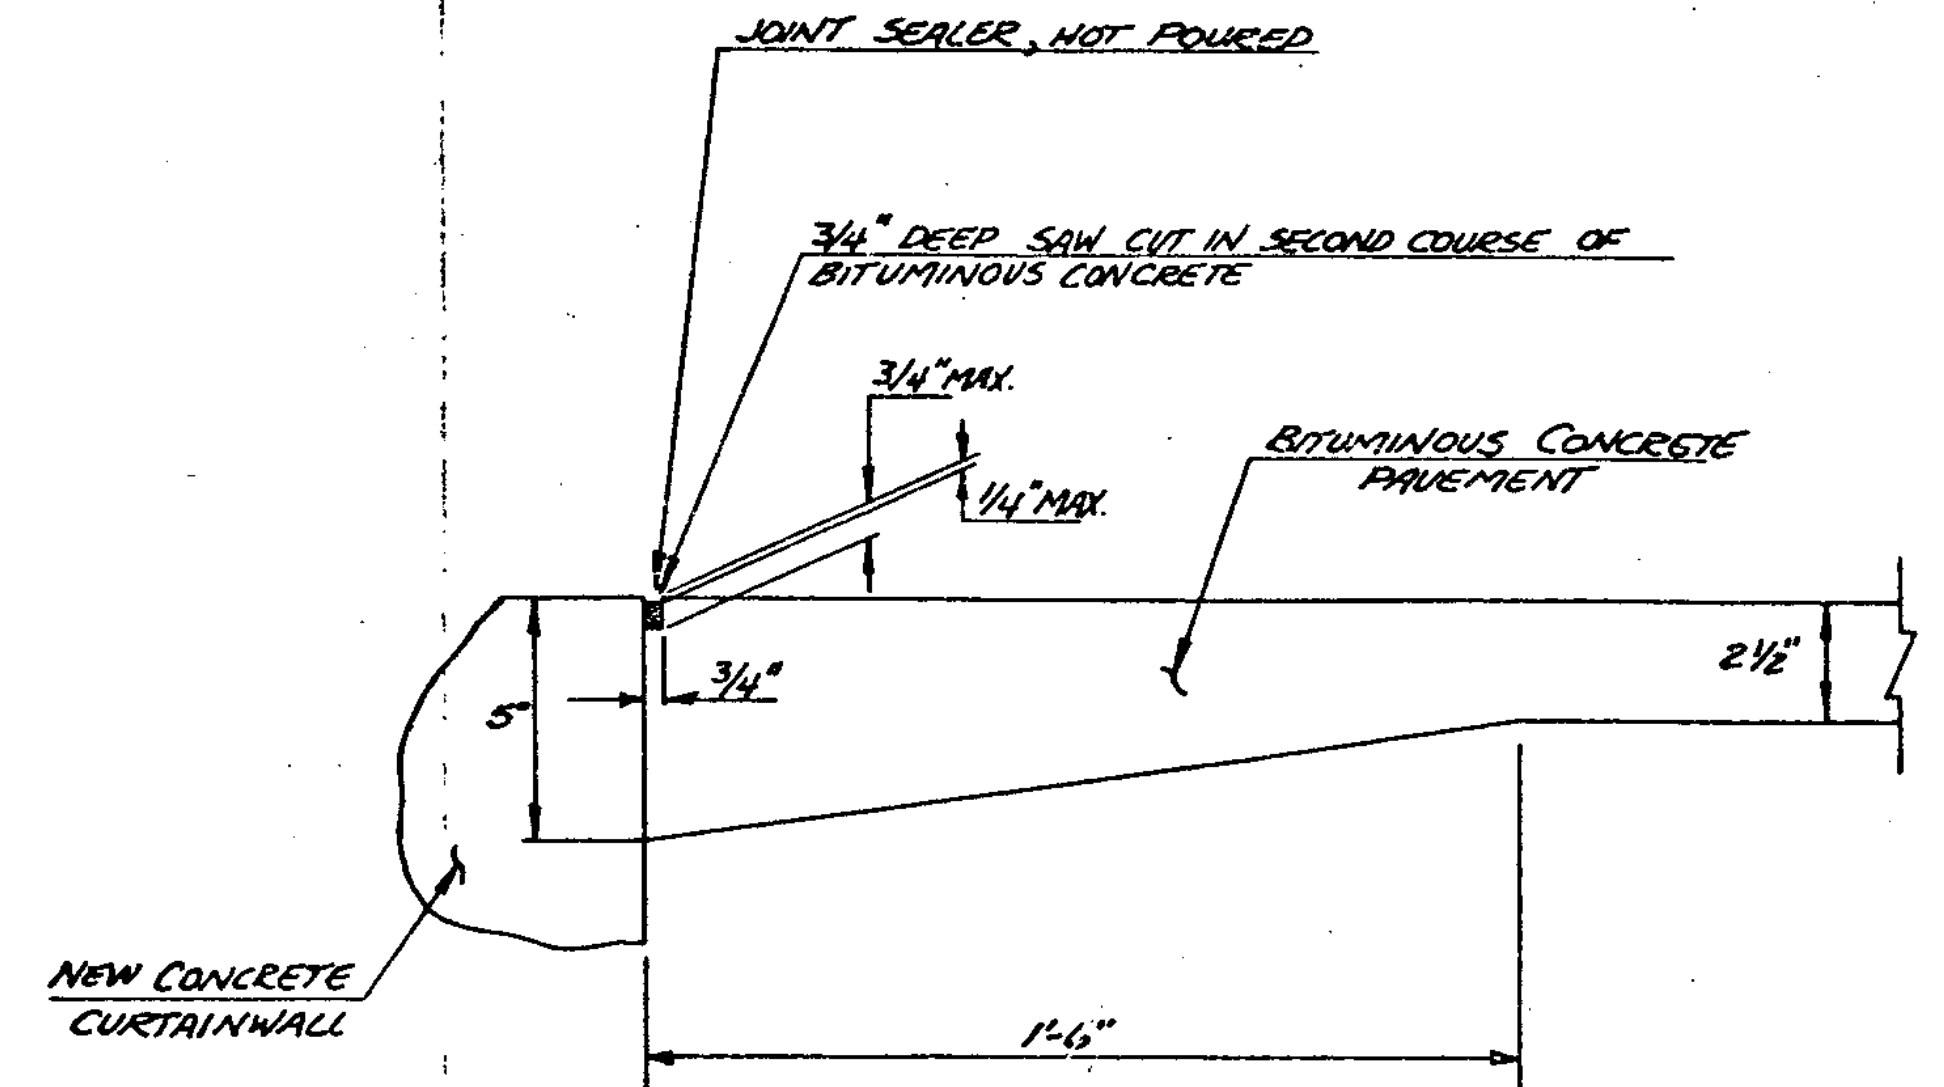 JOINT SEALER, HOT POURED
3/4" DEEP SAW CUT IN SECOND COURSE OF
BITUMINOUS CONCRETE
3/4" MAX.
1/4" MAX.
BITUMINOUS CONCRETE
PAVEMENT
2 1/2"
3/4"
5"
NEW CONCRETE
CURTAINWALL
1'-6"